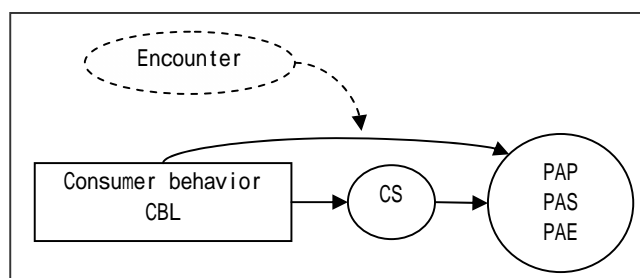 Encounter
Consumer behavior
CBL
CS
PAP
PAS
PAE